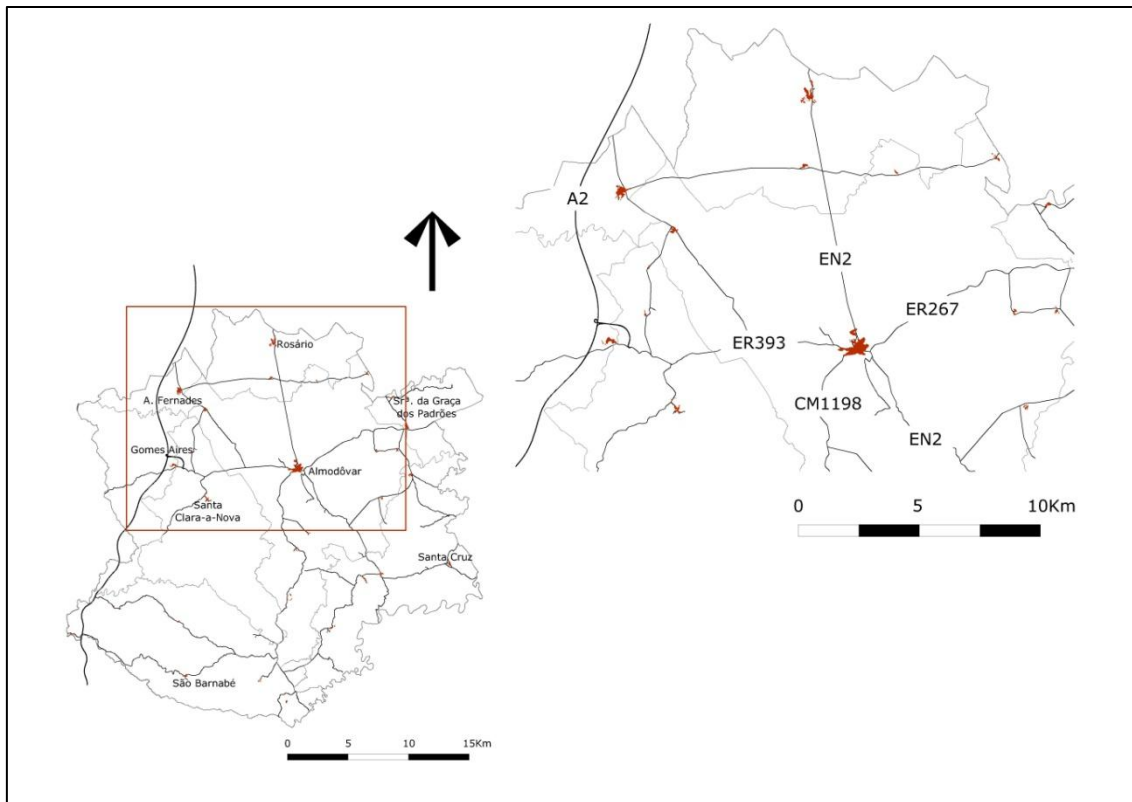 A2
EN2
ER267
ER393
CM1198
EN2
0 5 10Km
Rosário
A. Fernades
Srª. da Graça
dos Padrões
Gomes Aires
Almodôvar
Santa
Clara-a-Nova
Santa Cruz
São Barnabé
0 5 10 15Km